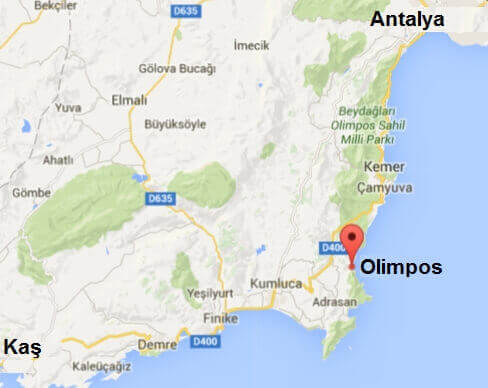 Bekçiler
D635
Antalya
İmecik
Gölova Bucağı
Elmalı
Yuva
Büyüksöyle
Beydağları
Olimpos Sahil
Milli Parkı
Ahatlı
Kemer
Çamyuva
Gömbe
D635
D400
Olimpos
Kumluca
Yeşilyurt
Adrasan
Finike
Kaş
Demre
D400
Kaleüçağız